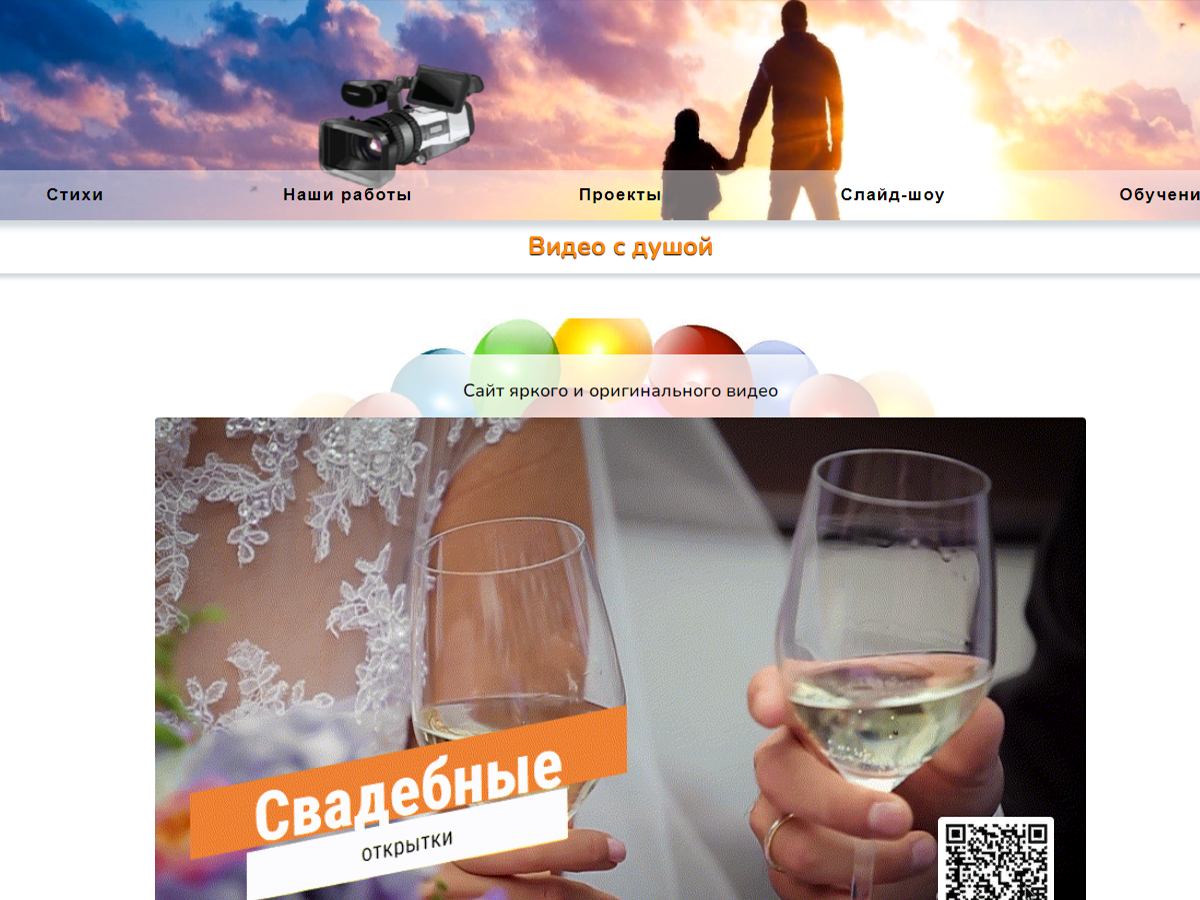 Стихи
Наши работы
Проекты
Слайд-шоу
Обучени
Видео с душой
Сайт яркого и оригинального видео
Свадебные
открытки